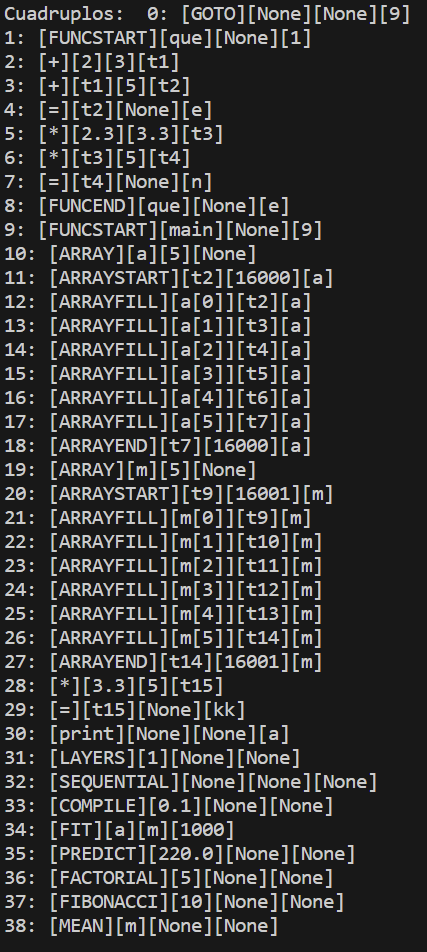 Cuadruplos:  0: [GOTO][None][None][9]
1: [FUNCSTART][que][None][1]
2: [+][2][3][t1]
3: [+][t1][5][t2]
4: [=][t2][None][e]
5: [*][2.3][3.3][t3]
6: [*][t3][5][t4]
7: [=][t4][None][n]
8: [FUNCEND][que][None][e]
9: [FUNCSTART][main][None][9]
10: [ARRAY][a][5][None]
11: [ARRAYSTART][t2][16000][a]
12: [ARRAYFILL][a[0]][t2][a]
13: [ARRAYFILL][a[1]][t3][a]
14: [ARRAYFILL][a[2]][t4][a]
15: [ARRAYFILL][a[3]][t5][a]
16: [ARRAYFILL][a[4]][t6][a]
17: [ARRAYFILL][a[5]][t7][a]
18: [ARRAYEND][t7][16000][a]
19: [ARRAY][m][5][None]
20: [ARRAYSTART][t9][16001][m]
21: [ARRAYFILL][m[0]][t9][m]
22: [ARRAYFILL][m[1]][t10][m]
23: [ARRAYFILL][m[2]][t11][m]
24: [ARRAYFILL][m[3]][t12][m]
25: [ARRAYFILL][m[4]][t13][m]
26: [ARRAYFILL][m[5]][t14][m]
27: [ARRAYEND][t14][16001][m]
28: [*][3.3][5][t15]
29: [=][t15][None][kk]
30: [print][None][None][a]
31: [LAYERS][1][None][None]
32: [SEQUENTIAL][None][None][None]
33: [COMPILE][0.1][None][None]
34: [FIT][a][m][1000]
35: [PREDICT][220.0][None][None]
36: [FACTORIAL][5][None][None]
37: [FIBONACCI][10][None][None]
38: [MEAN][m][None][None]